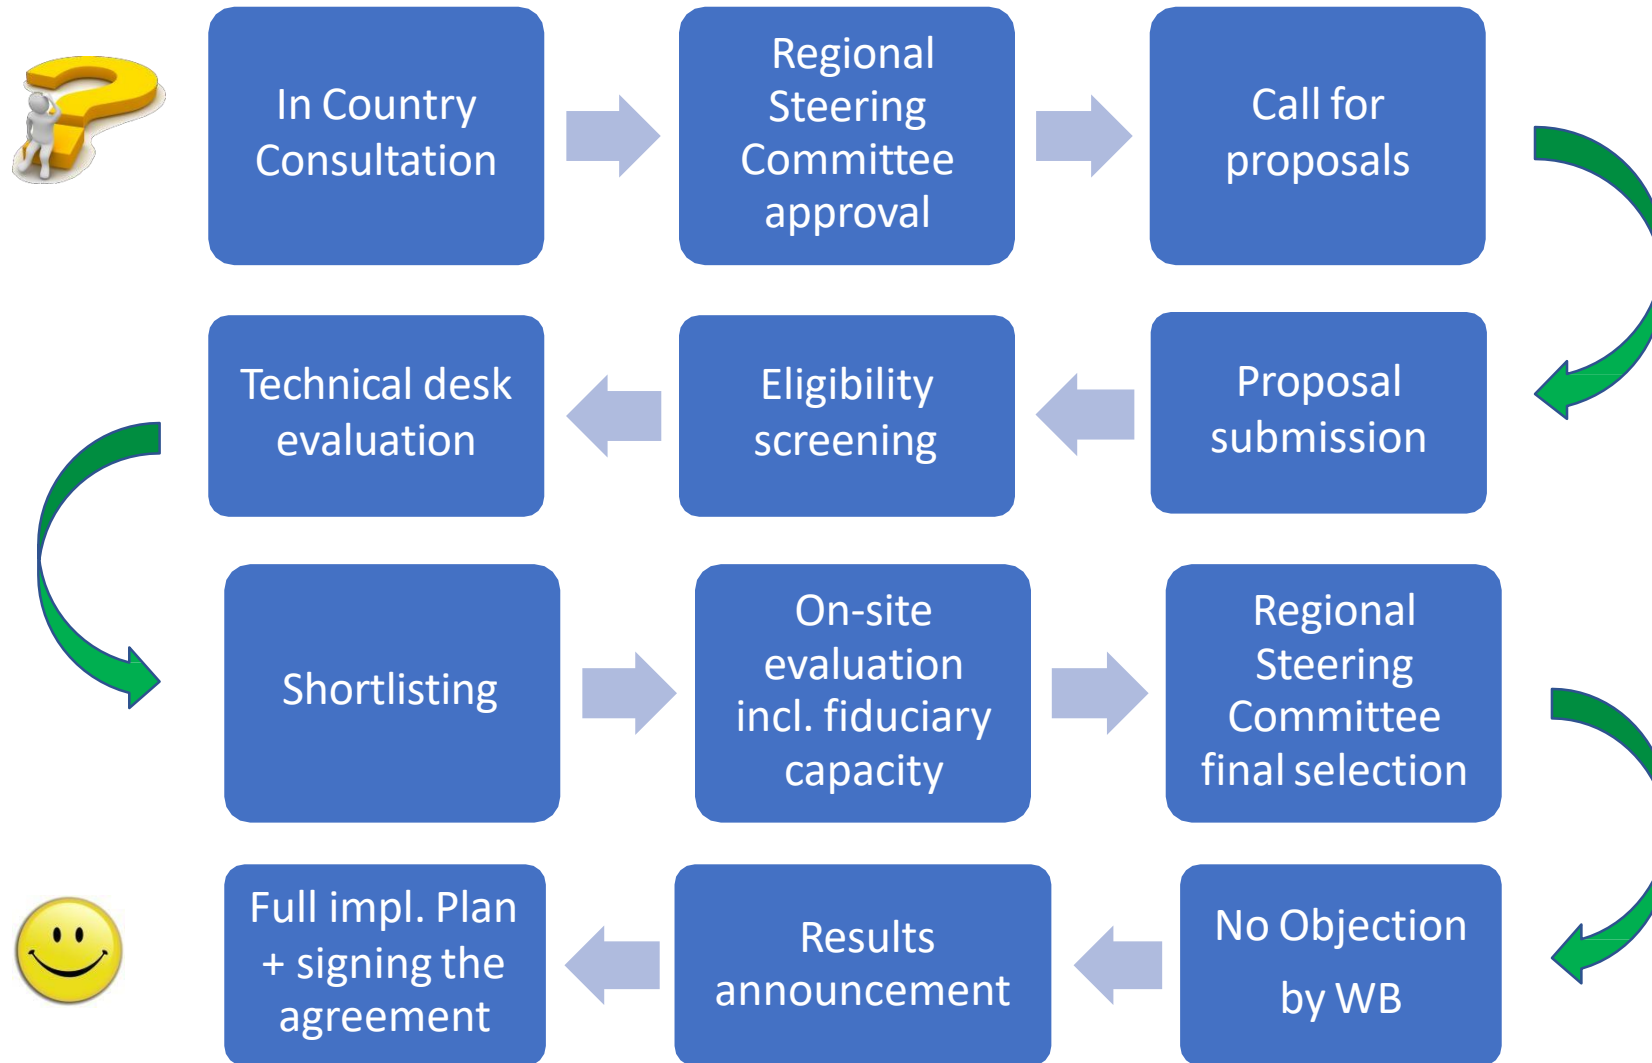 In Country
Consultation
Regional
Steering
Committee
approval
Call for
proposals
Proposal
submission
Eligibility
screening
Technical desk
evaluation
Shortlisting
On-site
evaluation
incl. fiduciary
capacity
Regional
Steering
Committee
final selection
No Objection
by WB
Results
announcement
Full impl. Plan
+ signing the
agreement